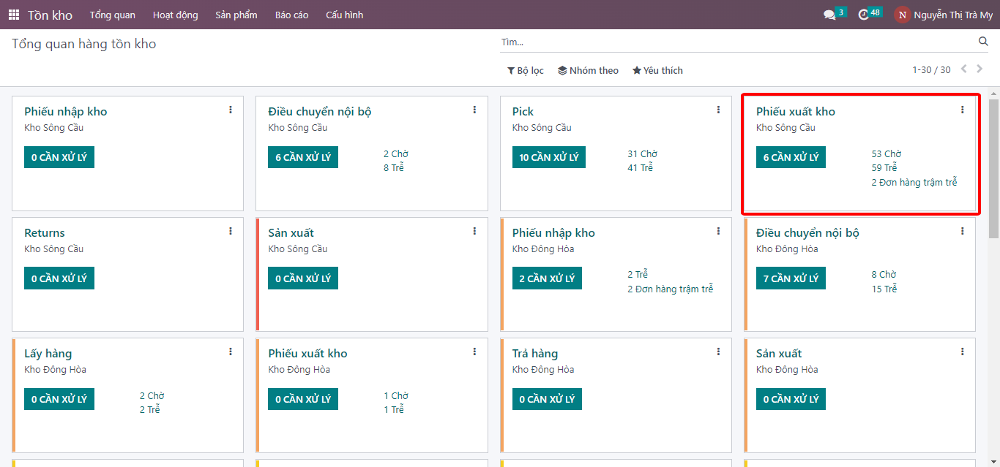 Tồn kho Tổng quan Hoạt động Sản phẩm Báo cáo Cấu hình 3 48 N Nguyễn Thị Trà My
Tổng quan hàng tồn kho
Tìm...
Bộ lọc Nhóm theo Yêu thích 1-30 / 30
Phiếu nhập kho
Kho Sông Cầu
0 CẦN XỬ LÝ
Điều chuyển nội bộ
Kho Sông Cầu
6 CẦN XỬ LÝ
2 Chờ
8 Trễ
Pick
Kho Sông Cầu
10 CẦN XỬ LÝ
31 Chờ
41 Trễ
Phiếu xuất kho
Kho Sông Cầu
6 CẦN XỬ LÝ
53 Chờ
59 Trễ
2 Đơn hàng trậm trễ
Returns
Kho Sông Cầu
0 CẦN XỬ LÝ
Sản xuất
Kho Sông Cầu
0 CẦN XỬ LÝ
Phiếu nhập kho
Kho Đông Hòa
2 CẦN XỬ LÝ
2 Trễ
2 Đơn hàng trậm trễ
Điều chuyển nội bộ
Kho Đông Hòa
7 CẦN XỬ LÝ
8 Chờ
15 Trễ
Lấy hàng
Kho Đông Hòa
0 CẦN XỬ LÝ
2 Chờ
2 Trễ
Phiếu xuất kho
Kho Đông Hòa
0 CẦN XỬ LÝ
1 Chờ
1 Trễ
Trả hàng
Kho Đông Hòa
0 CẦN XỬ LÝ
Sản xuất
Kho Đông Hòa
0 CẦN XỬ LÝ